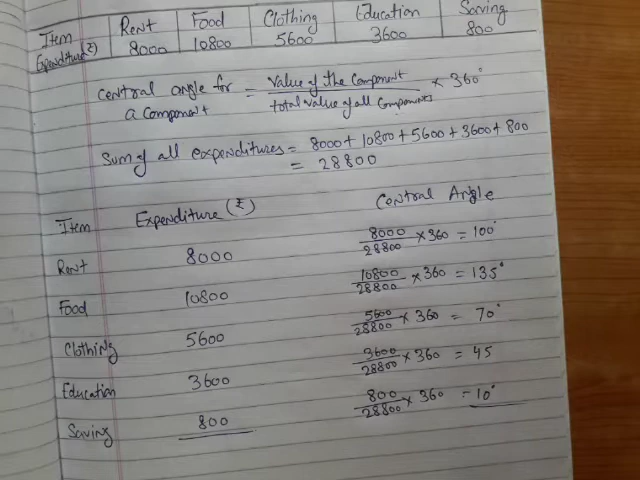 Item Rent Food Clothing Education Saving
Expenditure(₹) 8000 10800 5600 3600 800
Central angle for a component = Value of the Component / total value of all Components × 360°
Sum of all expenditures = 8000 + 10800 + 5600 + 3600 + 800
= 28800
Item Expenditure (₹) Central Angle
Rent 8000 8000/28800 × 360 = 100°
Food 10800 10800/28800 × 360 = 135°
Clothing 5600 5600/28800 × 360 = 70°
Education 3600 3600/28800 × 360 = 45
Saving 800 800/28800 × 360 = 10°